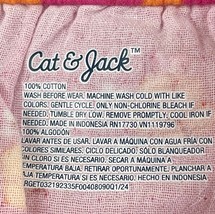 Cat & Jack™
100% COTTON
WASH BEFORE WEAR. MACHINE WASH COLD WITH LIKE
COLORS. GENTLE CYCLE. ONLY NON-CHLORINE BLEACH IF
NEEDED. TUMBLE DRY LOW. REMOVE PROMPTLY. COOL IRON IF
NEEDED. MADE IN INDONESIA RN17730 VN1119796
100% ALGODÓN
LAVAR ANTES DE USAR. LAVAR A MÁQUINA CON AGUA FRÍA CON
COLORES SIMILARES. CICLO DELICADO. SOLO BLANQUEADOR
SIN CLORO SI ES NECESARIO. SECAR A MÁQUINA A
TEMPERATURA BAJA. RETIRAR OPORTUNAMENTE. PLANCHAR A
BAJA TEMPERATURA SI ES NECESARIO. HECHO EN INDONESIA
RGET032192335F00408090Q1/24